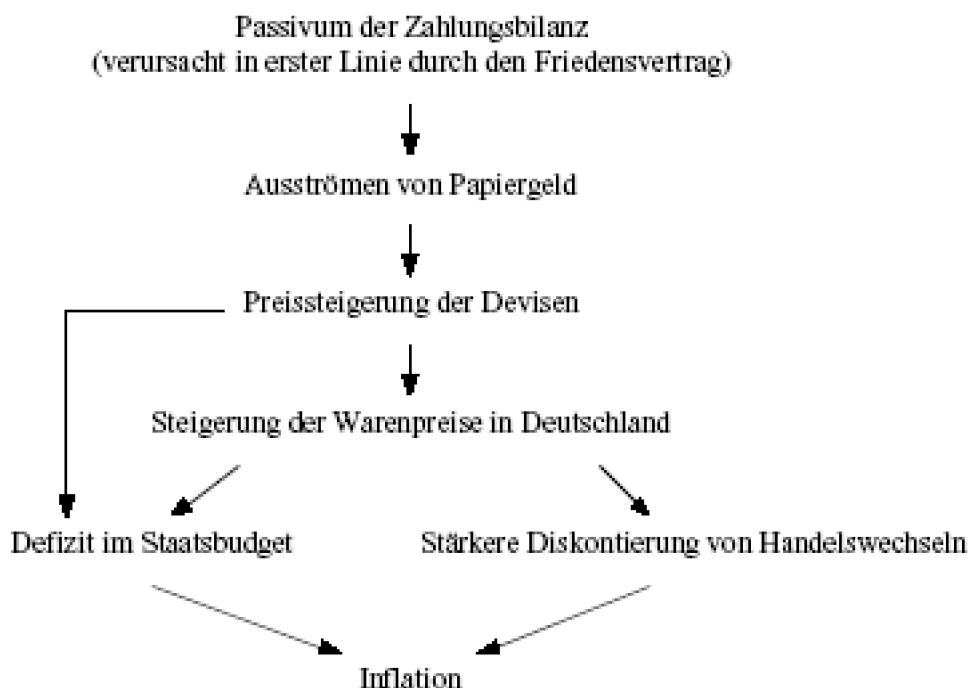 Passivum der Zahlungsbilanz
(verursacht in erster Linie durch den Friedensvertrag)
Ausströmen von Papiergeld
Preissteigerung der Devisen
Steigerung der Warenpreise in Deutschland
Defizit im Staatsbudget
Stärkere Diskontierung von Handelswechseln
Inflation